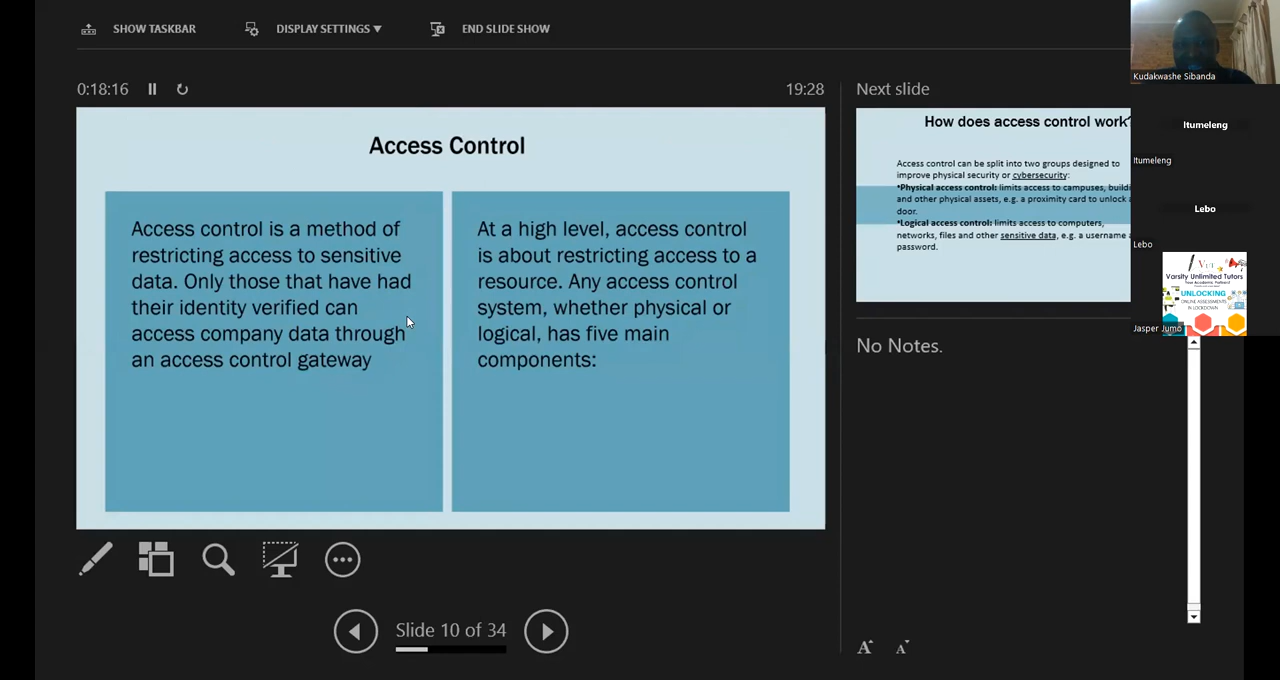 SHOW TASKBAR
DISPLAY SETTINGS
END SLIDE SHOW
Kudakwashe Sibanda
0:18:16
19:28
Next slide
Access Control
Access control is a method of
restricting access to sensitive
data. Only those that have had
their identity verified can
access company data through
an access control gateway
At a high level, access control
is about restricting access to a
resource. Any access control
system, whether physical or
logical, has five main
components:
How does access control work?
Access control can be split into two groups designed to
improve physical security or cybersecurity:
•Physical access control: limits access to campuses,
and other physical assets, e.g. a proximity card to unlock a
door.
•Logical access control: limits access to computers,
networks, files and other sensitive data, e.g. a username
password.
Itumeleng
Itumeleng
Lebo
Lebo
VUT
Varsity Unlimited Tutors
UNLOCKING
ONLINE ASSESSMENTS
IN LOCKDOWN
Jasper Jumo
No Notes.
Slide 10 of 34
A A